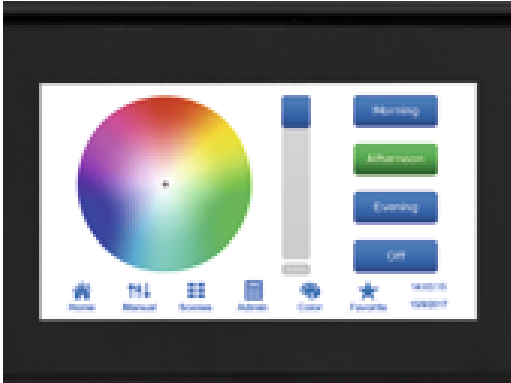 Morning
Afternoon
Evening
Off
Home
Manual
Scenes
Admin
Color
Favorite